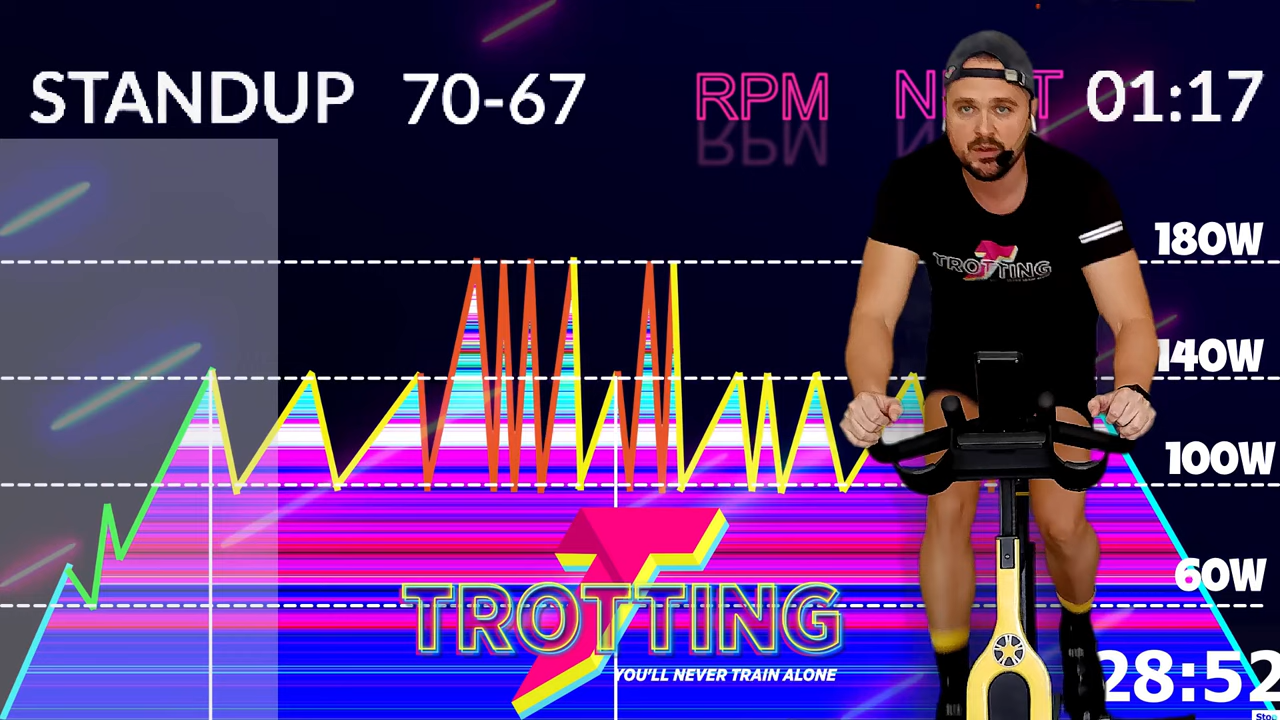 STANDUP 70-67 RPM 01:17
180W
140W
100W
60W
TROTTING
TROTTING
YOU'LL NEVER TRAIN ALONE
28:52